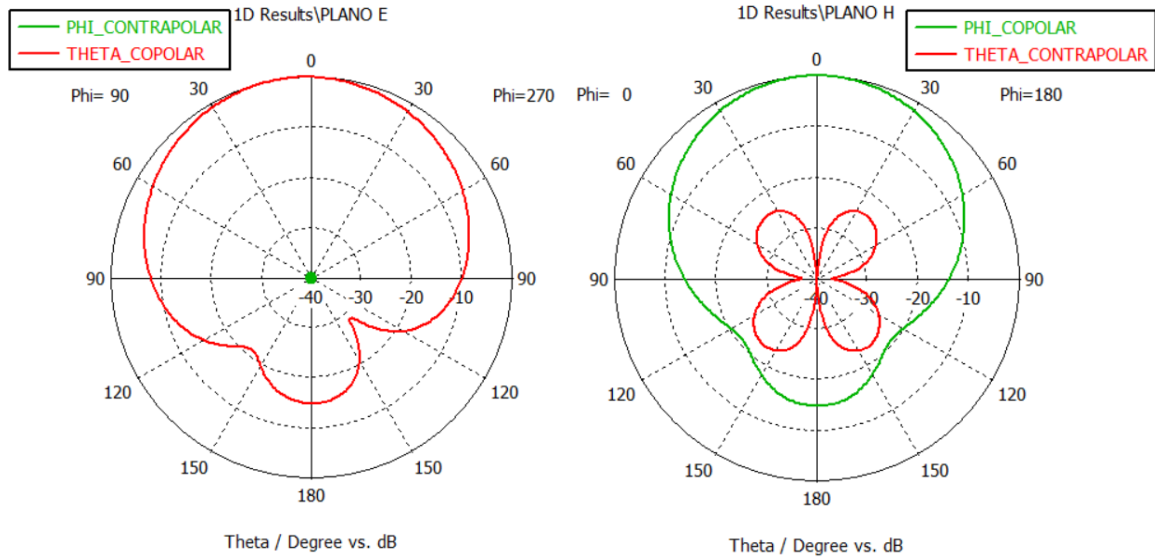 1D Results\PLANO E
PHI_CONTRAPOLAR
THETA_COPOLAR
0
30
30
Phi= 90
Phi=270
60
60
90
90
-40
-30
-20
-10
120
120
150
150
180
Theta / Degree vs. dB
1D Results\PLANO H
PHI_COPOLAR
THETA_CONTRAPOLAR
0
30
30
Phi= 0
Phi=180
60
60
90
90
-40
-30
-20
-10
120
120
150
150
180
Theta / Degree vs. dB